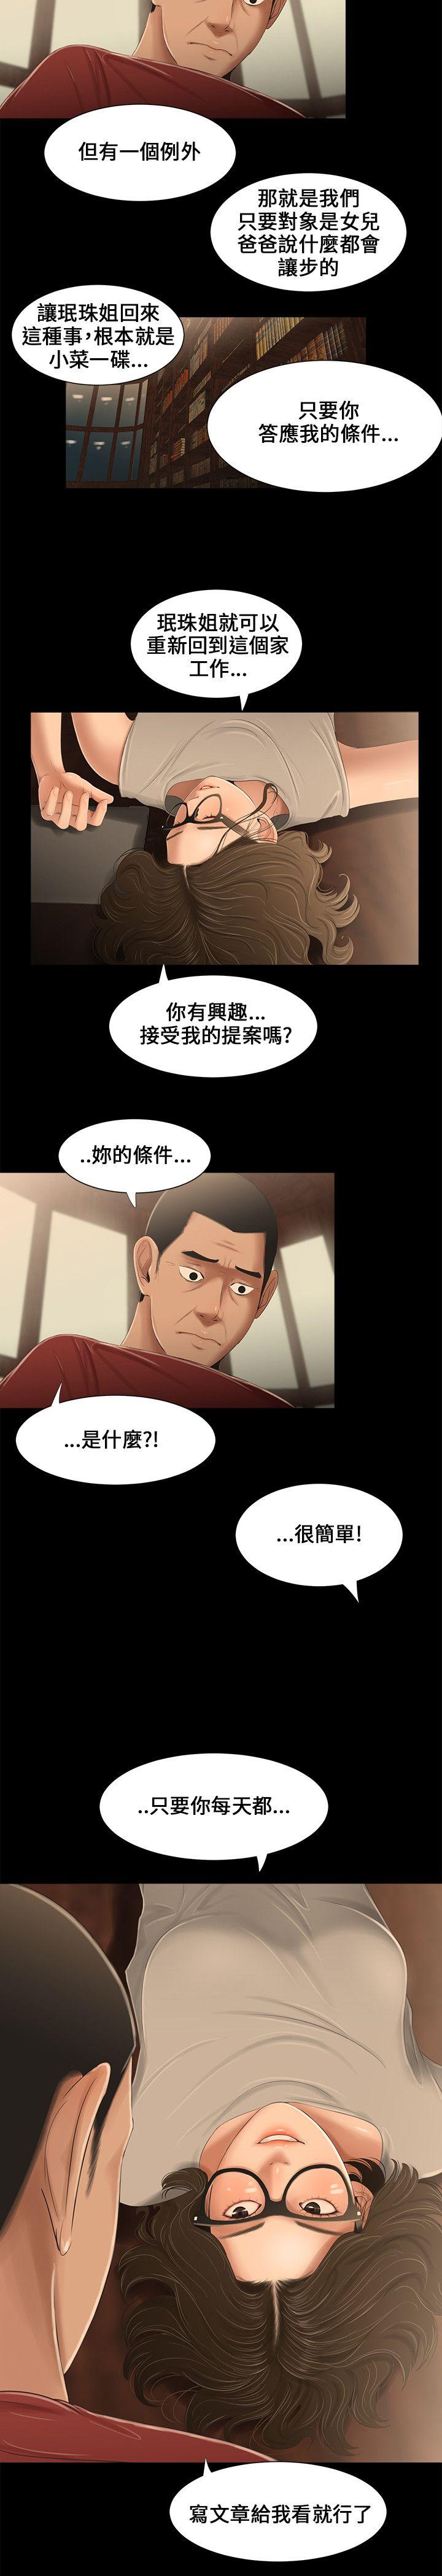 但有一個例外
那就是我們
只要對象是女兒
爸爸說什麼都會
讓步的
讓珉珠姐回來
這種事，根本就是
小菜一碟...
只要你
答應我的條件...
珉珠姐就可以
重新回到這個家
工作...
你有興趣...
接受我的提案嗎?
..妳的條件...
...是什麼?!
...很簡單!
..只要你每天都...
寫文章給我看就行了